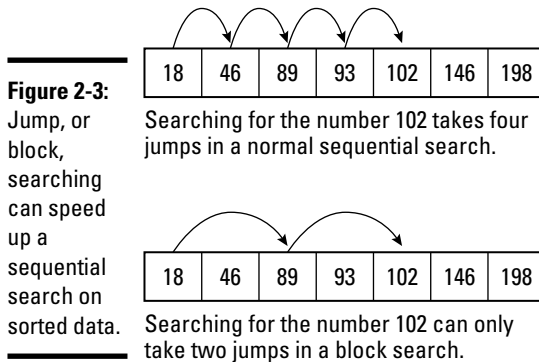 Figure 2-3:
Jump, or
block,
searching
can speed
up a
sequential
search on
sorted data.
18 46 89 93 102 146 198
Searching for the number 102 takes four
jumps in a normal sequential search.
18 46 89 93 102 146 198
Searching for the number 102 can only
take two jumps in a block search.